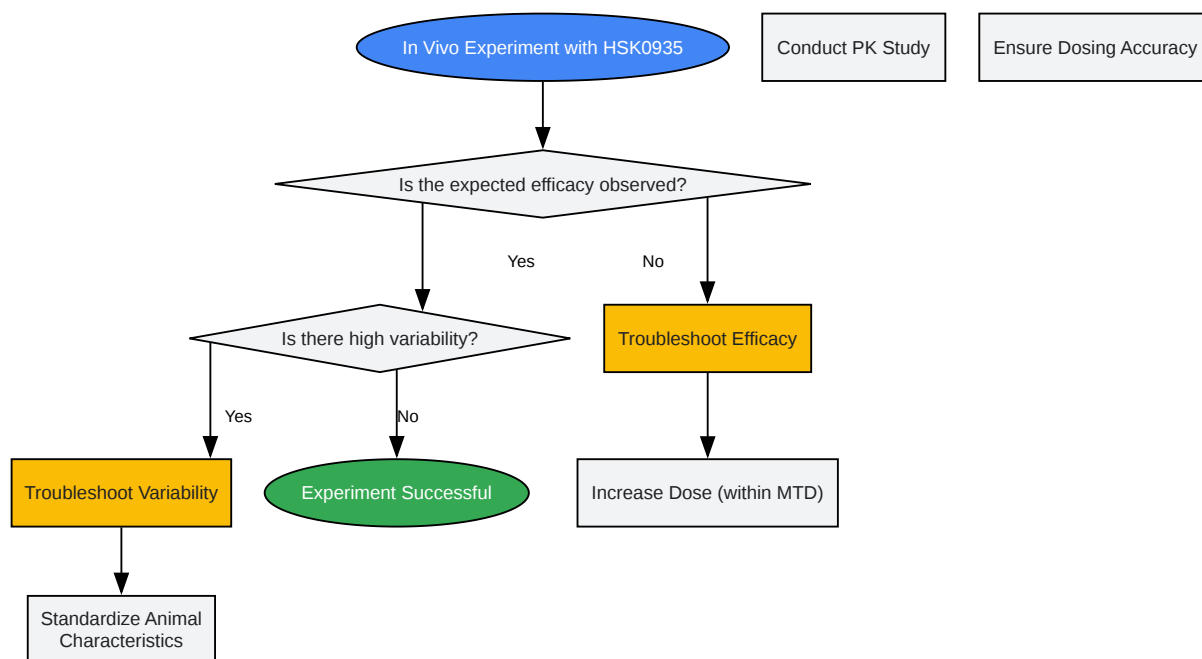 In Vivo Experiment with HSK0935
Conduct PK Study
Ensure Dosing Accuracy
Is the expected efficacy observed?
Yes
No
Is there high variability?
Troubleshoot Efficacy
Yes
No
Troubleshoot Variability
Experiment Successful
Increase Dose (within MTD)
Standardize Animal
Characteristics